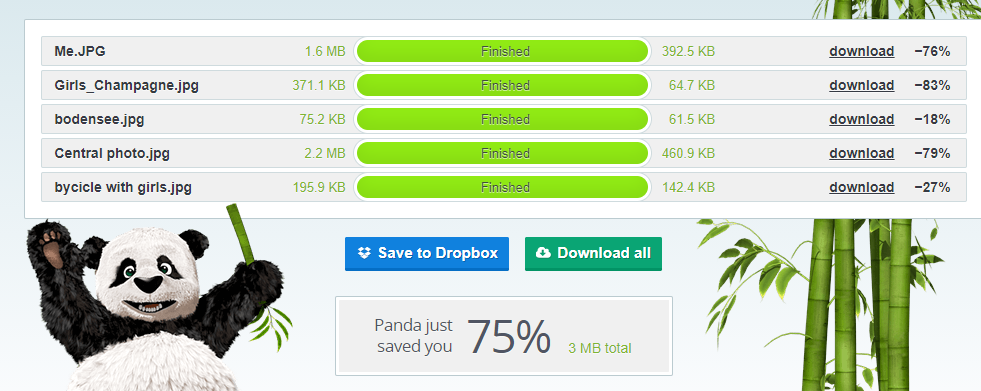 Me.JPG 1.6 MB Finished 392.5 KB download −76%
Girls_Champagne.jpg 371.1 KB Finished 64.7 KB download −83%
bodensee.jpg 75.2 KB Finished 61.5 KB download −18%
Central photo.jpg 2.2 MB Finished 460.9 KB download −79%
bycicle with girls.jpg 195.9 KB Finished 142.4 KB download −27%
Save to Dropbox Download all
Panda just
saved you 75% 3 MB total